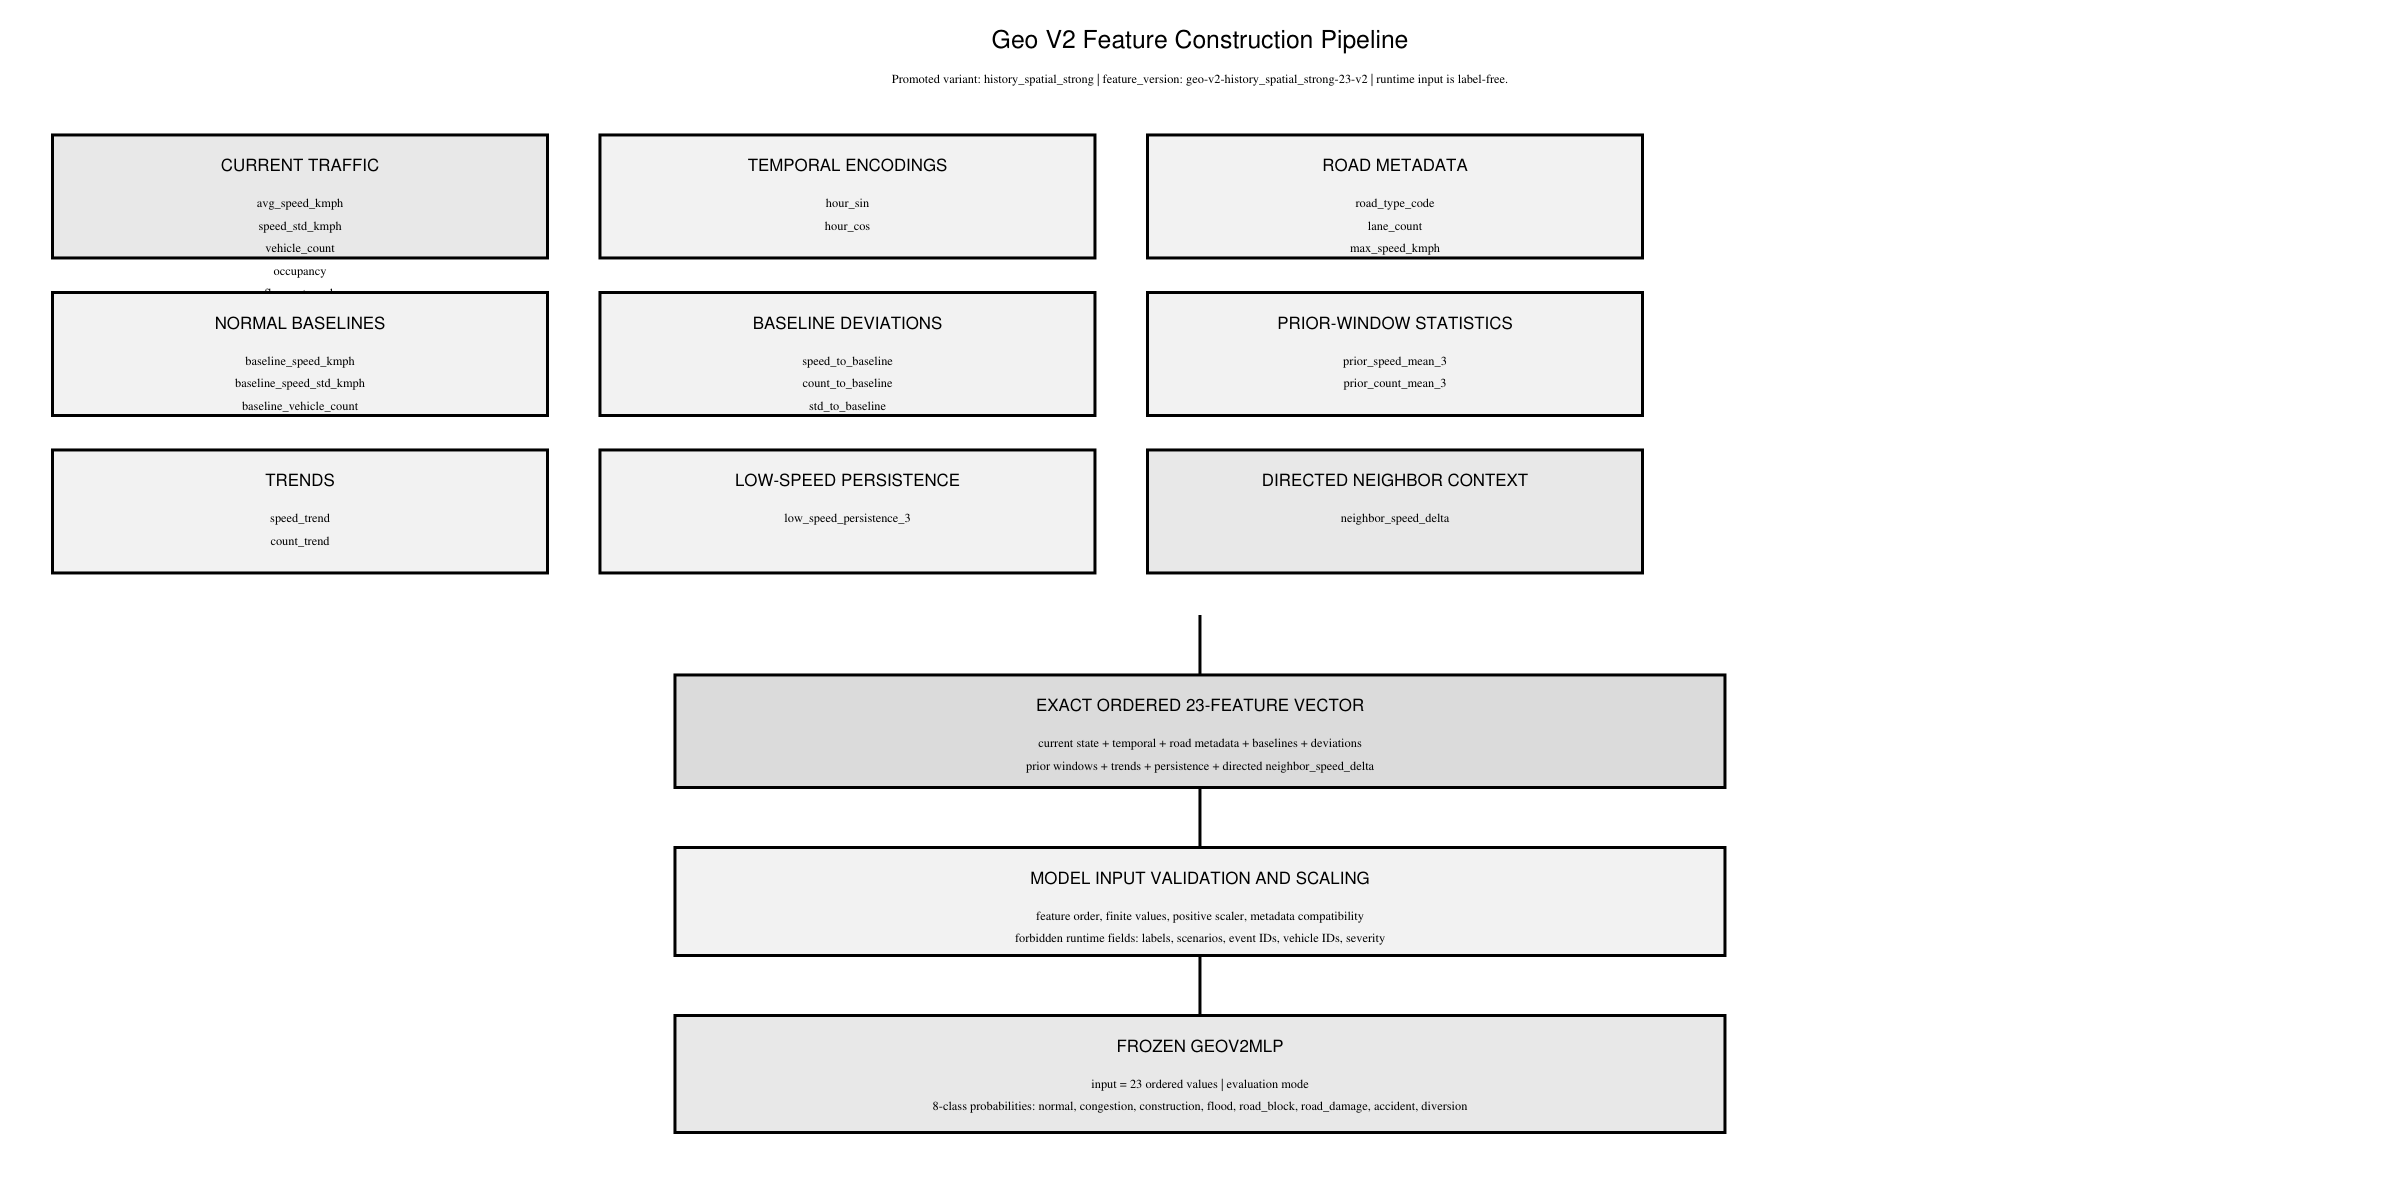 Geo V2 Feature Construction Pipeline
Promoted variant: history_spatial_strong | feature_version: geo-v2-history_spatial_strong-23-v2 | runtime input is label-free.
CURRENT TRAFFIC
avg_speed_kmph
speed_std_kmph
vehicle_count
occupancy
TEMPORAL ENCODINGS
hour_sin
hour_cos
ROAD METADATA
road_type_code
lane_count
max_speed_kmph
NORMAL BASELINES
baseline_speed_kmph
baseline_speed_std_kmph
baseline_vehicle_count
BASELINE DEVIATIONS
speed_to_baseline
count_to_baseline
std_to_baseline
PRIOR-WINDOW STATISTICS
prior_speed_mean_3
prior_count_mean_3
TRENDS
speed_trend
count_trend
LOW-SPEED PERSISTENCE
low_speed_persistence_3
DIRECTED NEIGHBOR CONTEXT
neighbor_speed_delta
EXACT ORDERED 23-FEATURE VECTOR
current state + temporal + road metadata + baselines + deviations
prior windows + trends + persistence + directed neighbor_speed_delta
MODEL INPUT VALIDATION AND SCALING
feature order, finite values, positive scaler, metadata compatibility
forbidden runtime fields: labels, scenarios, event IDs, vehicle IDs, severity
FROZEN GEOV2MLP
input = 23 ordered values | evaluation mode
8-class probabilities: normal, congestion, construction, flood, road_block, road_damage, accident, diversion